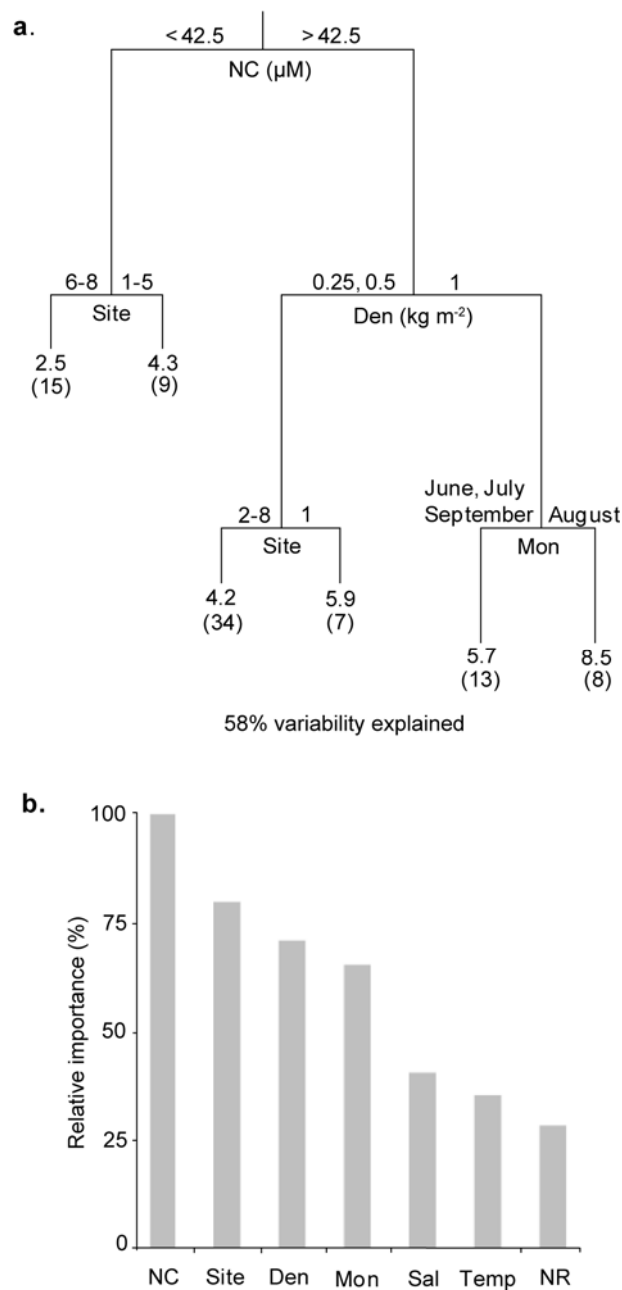 a.
< 42.5 > 42.5
NC (µM)
6-8 1-5
Site
2.5 4.3
(15) (9)
0.25, 0.5 1
Den (kg m⁻²)
2-8 1
Site
4.2 5.9
(34) (7)
June, July
September August
Mon
5.7 8.5
(13) (8)
58% variability explained
b.
Relative importance (%)
100
75
50
25
0
NC Site Den Mon Sal Temp NR